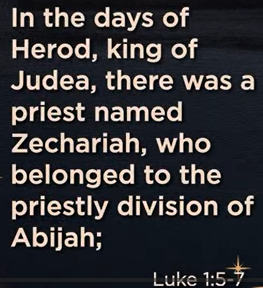 In the days of
Herod, king of
Judea, there was a
priest named
Zechariah, who
belonged to the
priestly division of
Abijah;
Luke 1:5-7